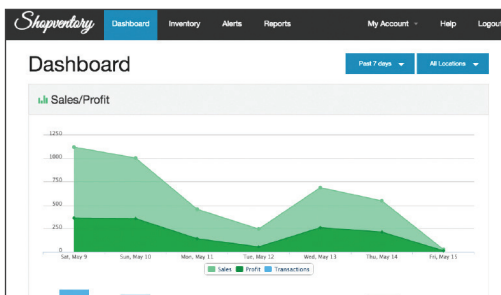 Shopventory Dashboard Inventory Alerts Reports My Account Help Logout
Dashboard
Past 7 days All Locations
Sales/Profit
1250
1000
750
500
250
0
Sat, May 9 Sun, May 10 Mon, May 11 Tue, May 12 Wed, May 13 Thu, May 14 Fri, May 15
Sales Profit Transactions